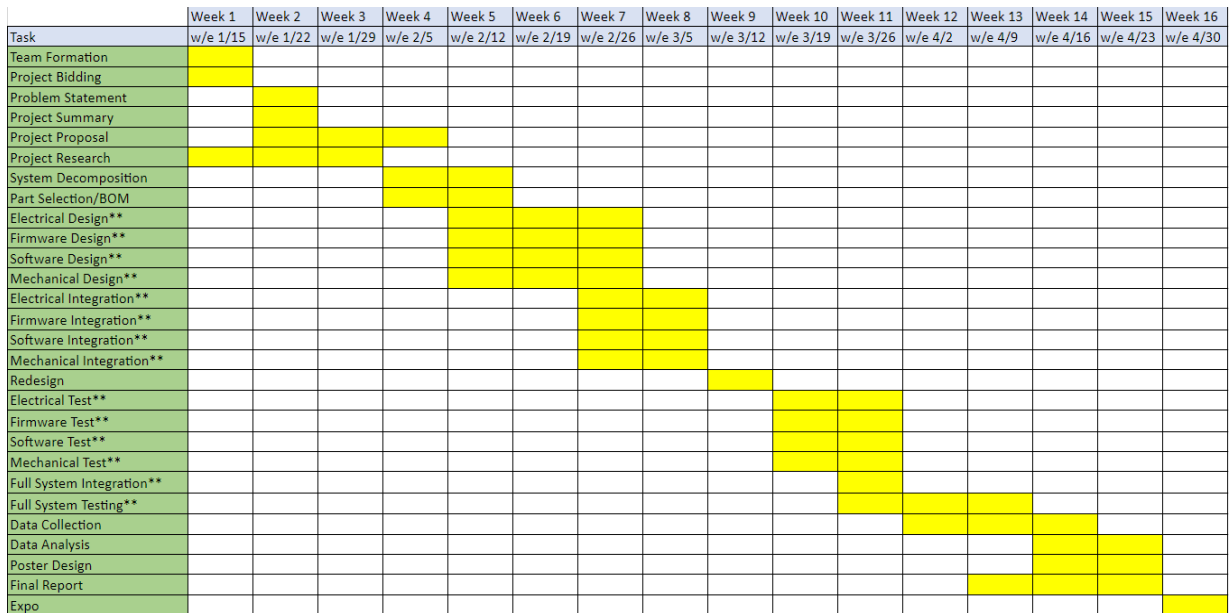 Week 1 Week 2 Week 3 Week 4 Week 5 Week 6 Week 7 Week 8 Week 9 Week 10 Week 11 Week 12 Week 13 Week 14 Week 15 Week 16
Task w/e 1/15 w/e 1/22 w/e 1/29 w/e 2/5 w/e 2/12 w/e 2/19 w/e 2/26 w/e 3/5 w/e 3/12 w/e 3/19 w/e 3/26 w/e 4/2 w/e 4/9 w/e 4/16 w/e 4/23 w/e 4/30
Team Formation
Project Bidding
Problem Statement
Project Summary
Project Proposal
Project Research
System Decomposition
Part Selection/BOM
Electrical Design**
Firmware Design**
Software Design**
Mechanical Design**
Electrical Integration**
Firmware Integration**
Software Integration**
Mechanical Integration**
Redesign
Electrical Test**
Firmware Test**
Software Test**
Mechanical Test**
Full System Integration**
Full System Testing**
Data Collection
Data Analysis
Poster Design
Final Report
Expo